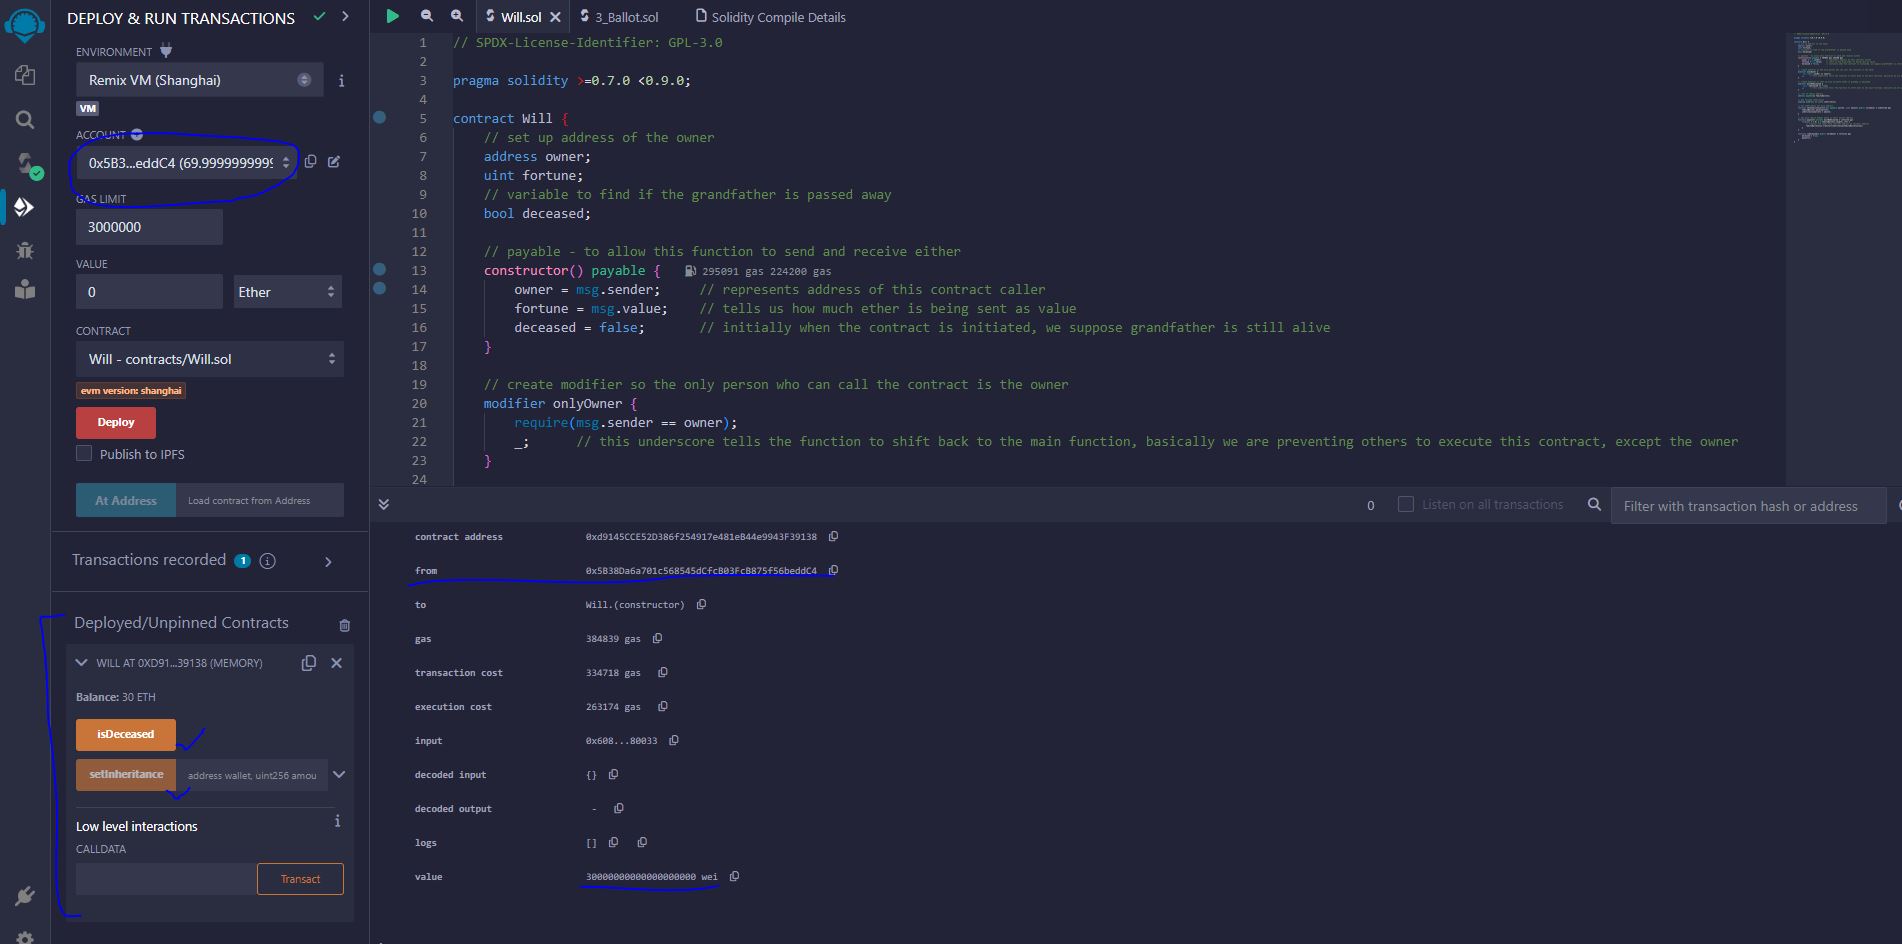 DEPLOY & RUN TRANSACTIONS
ENVIRONMENT
Remix VM (Shanghai)
VM
ACCOUNT
0x5B3...eddC4 (69.9999999999
GAS LIMIT
3000000
VALUE
0
Ether
CONTRACT
Will - contracts/Will.sol
evm version: shanghai
Deploy
Publish to IPFS
At Address
Load contract from Address
Transactions recorded 1
Deployed/Unpinned Contracts
WILL AT 0XD91...39138 (MEMORY)
Balance: 30 ETH
isDeceased
setInheritance
address wallet, uint256 amou
Low level interactions
CALLDATA
Transact
Will.sol
3_Ballot.sol
Solidity Compile Details
1 // SPDX-License-Identifier: GPL-3.0
2
3 pragma solidity >=0.7.0 <0.9.0;
4
5 contract Will {
6 // set up address of the owner
7 address owner;
8 uint fortune;
9 // variable to find if the grandfather is passed away
10 bool deceased;
11
12 // payable - to allow this function to send and receive either
13 constructor() payable { 295091 gas 224200 gas
14 owner = msg.sender; // represents address of this contract caller
15 fortune = msg.value; // tells us how much ether is being sent as value
16 deceased = false; // initially when the contract is initiated, we suppose grandfather is still alive
17 }
18
19 // create modifier so the only person who can call the contract is the owner
20 modifier onlyOwner {
21 require(msg.sender == owner);
22 _; // this underscore tells the function to shift back to the main function, basically we are preventing others to execute this contract, except the owner
23 }
24
0
Listen on all transactions
Filter with transaction hash or address
contract address 0xd9145CCE52D386f254917e481eB44e9943F39138
from 0x5B38Da6a701c568545dCfcB03FcB875f56beddC4
to Will.(constructor)
gas 384839 gas
transaction cost 334718 gas
execution cost 263174 gas
input 0x608...80033
decoded input {}
decoded output -
logs []
value 30000000000000000000 wei